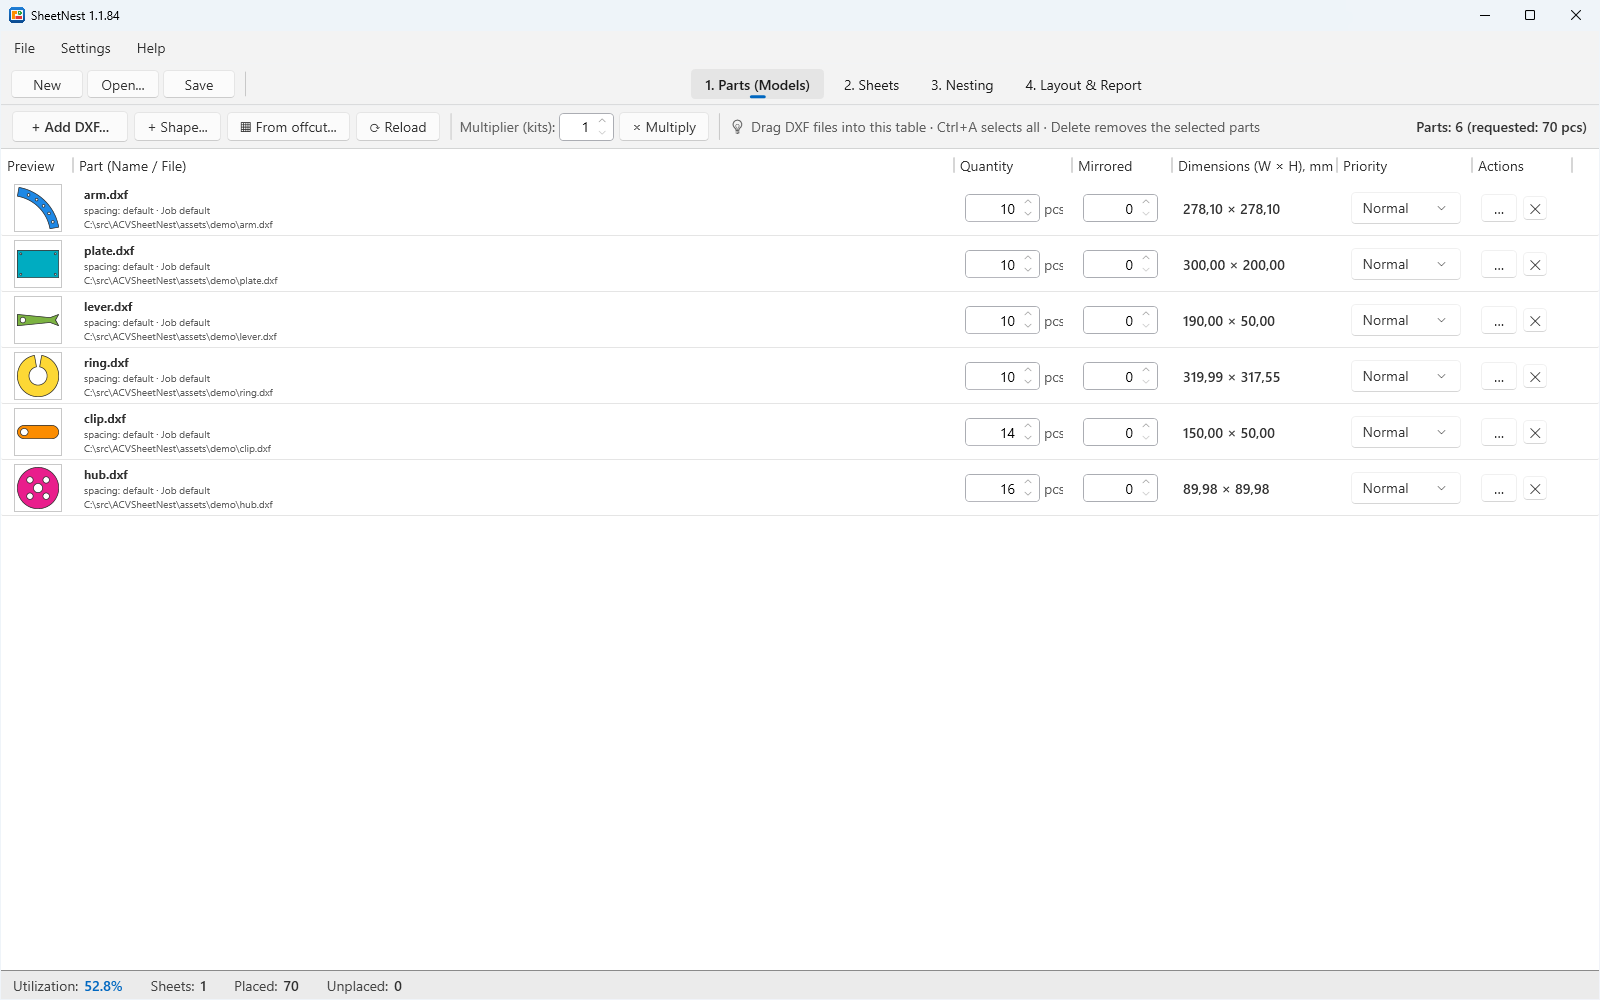 SheetNest 1.1.84
File Settings Help
New Open... Save 1. Parts (Models) 2. Sheets 3. Nesting 4. Layout & Report
+ Add DXF... + Shape... From offcut... Reload Multiplier (kits): 1 × Multiply Drag DXF files into this table · Ctrl+A selects all · Delete removes the selected parts Parts: 6 (requested: 70 pcs)
Preview Part (Name / File) Quantity Mirrored Dimensions (W × H), mm Priority Actions
arm.dxf
spacing: default · Job default
C:\src\ACVSheetNest\assets\demo\arm.dxf
10 pcs 0 278,10 × 278,10 Normal ...
plate.dxf
spacing: default · Job default
C:\src\ACVSheetNest\assets\demo\plate.dxf
10 pcs 0 300,00 × 200,00 Normal ...
lever.dxf
spacing: default · Job default
C:\src\ACVSheetNest\assets\demo\lever.dxf
10 pcs 0 190,00 × 50,00 Normal ...
ring.dxf
spacing: default · Job default
C:\src\ACVSheetNest\assets\demo\ring.dxf
10 pcs 0 319,99 × 317,55 Normal ...
clip.dxf
spacing: default · Job default
C:\src\ACVSheetNest\assets\demo\clip.dxf
14 pcs 0 150,00 × 50,00 Normal ...
hub.dxf
spacing: default · Job default
C:\src\ACVSheetNest\assets\demo\hub.dxf
16 pcs 0 89,98 × 89,98 Normal ...
Utilization: 52.8% Sheets: 1 Placed: 70 Unplaced: 0